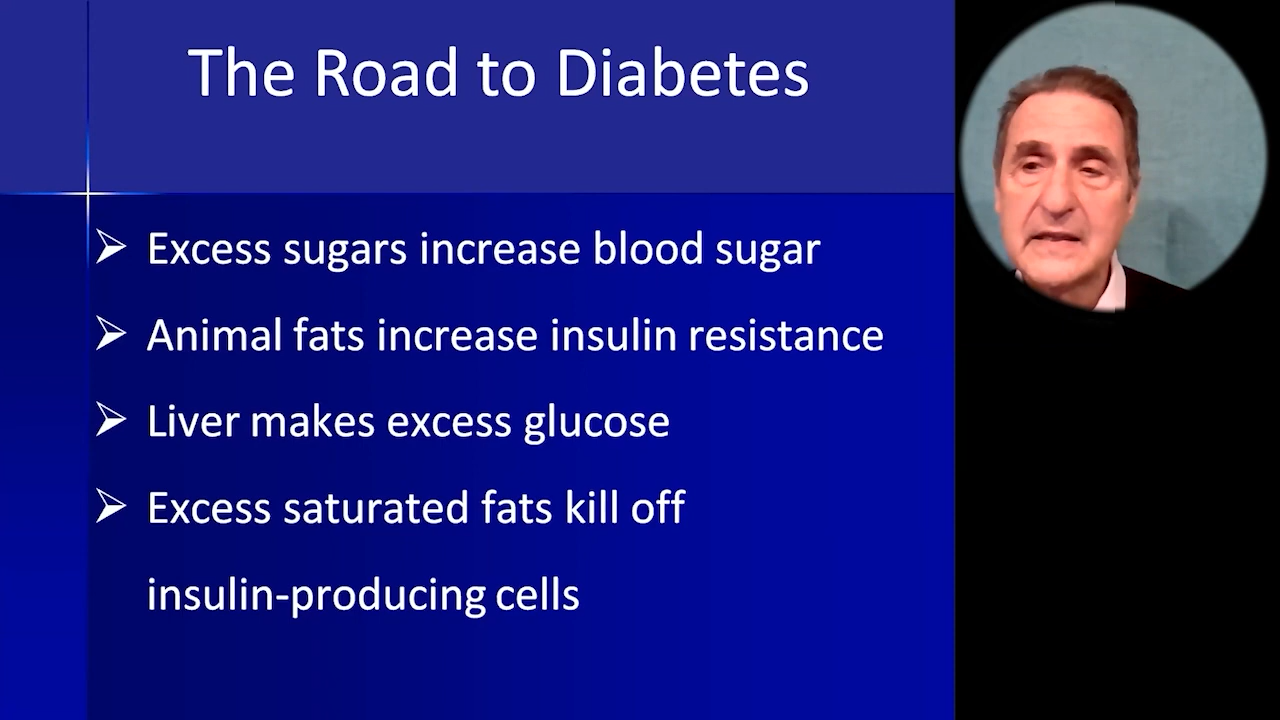 The Road to Diabetes
Excess sugars increase blood sugar
Animal fats increase insulin resistance
Liver makes excess glucose
Excess saturated fats kill off
insulin-producing cells